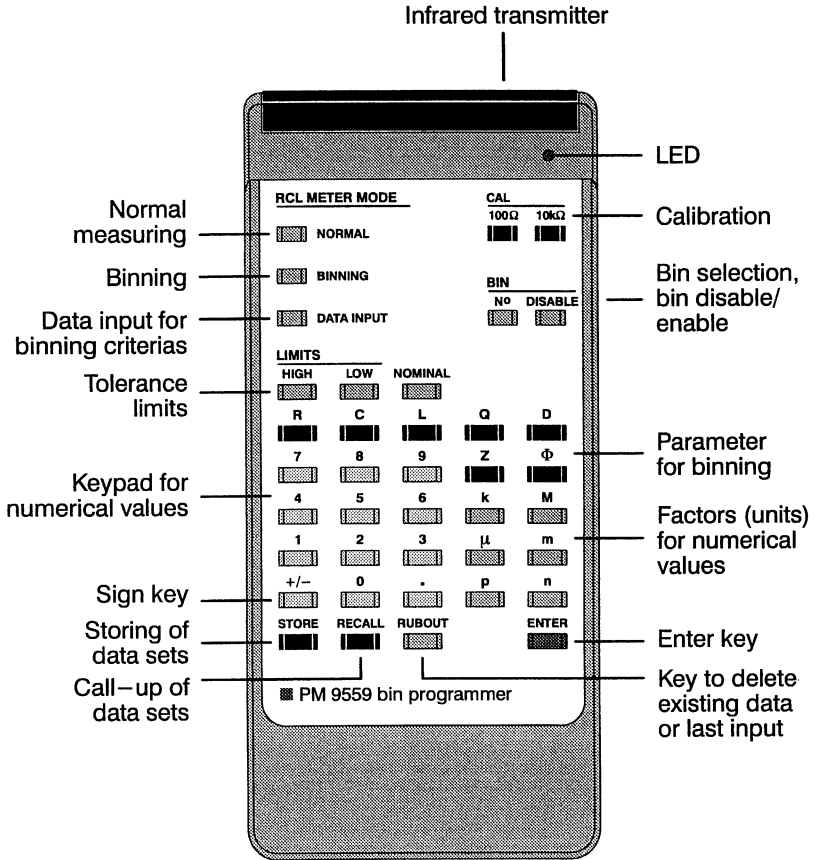 Infrared transmitter
LED
RCL METER MODE
CAL
100Ω 10kΩ
Calibration
Normal
measuring
NORMAL
Binning
BINNING
Bin selection,
bin disable/
enable
BIN
Nº DISABLE
Data input for
binning criterias
DATA INPUT
LIMITS
HIGH LOW NOMINAL
Tolerance
limits
R C L Q D
Parameter
for binning
7 8 9 Z Φ
Keypad for
numerical values
4 5 6 k M
Factors (units)
for numerical
values
1 2 3 μ m
+/− 0 . p n
Sign key
STORE RECALL RUBOUT ENTER
Storing of
data sets
Enter key
Call−up of
data sets
Key to delete
existing data
or last input
PM 9559 bin programmer